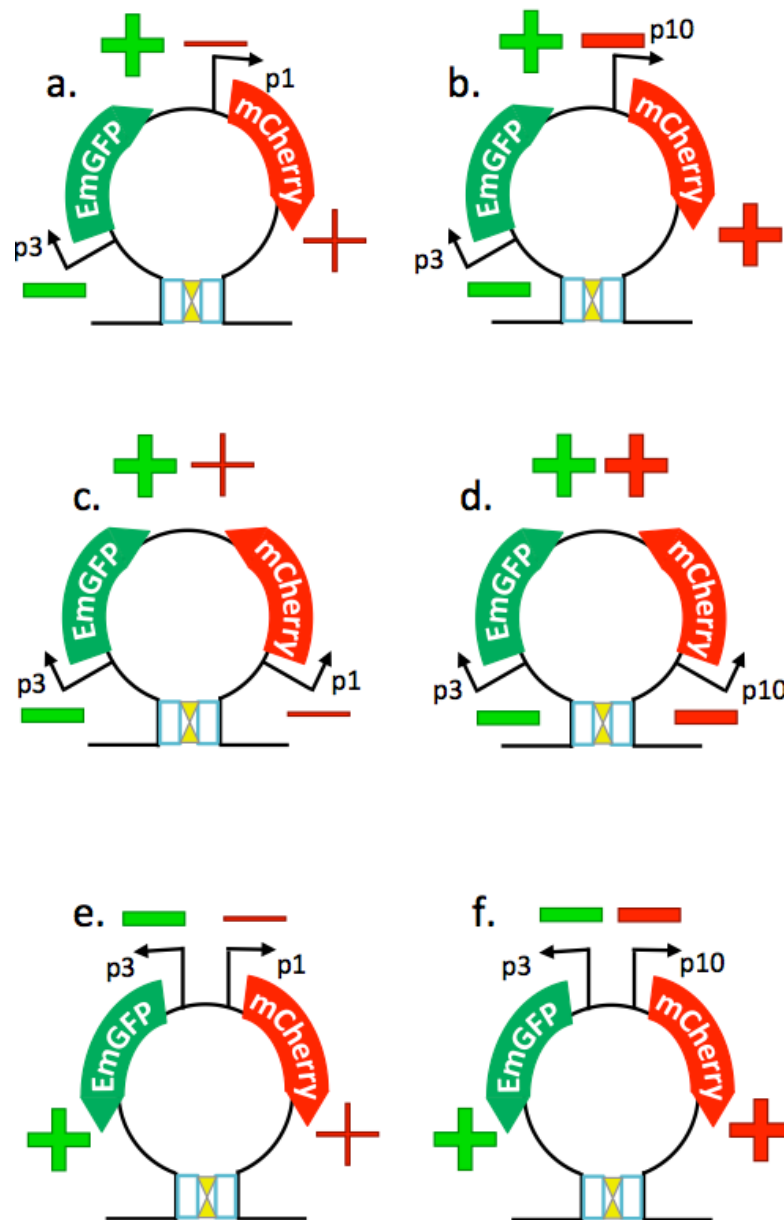 a.
p1
EmGFP
mCherry
p3
b.
p10
EmGFP
mCherry
p3
c.
EmGFP
mCherry
p3
p1
d.
EmGFP
mCherry
p3
p10
e.
p3
p1
EmGFP
mCherry
f.
p3
p10
EmGFP
mCherry